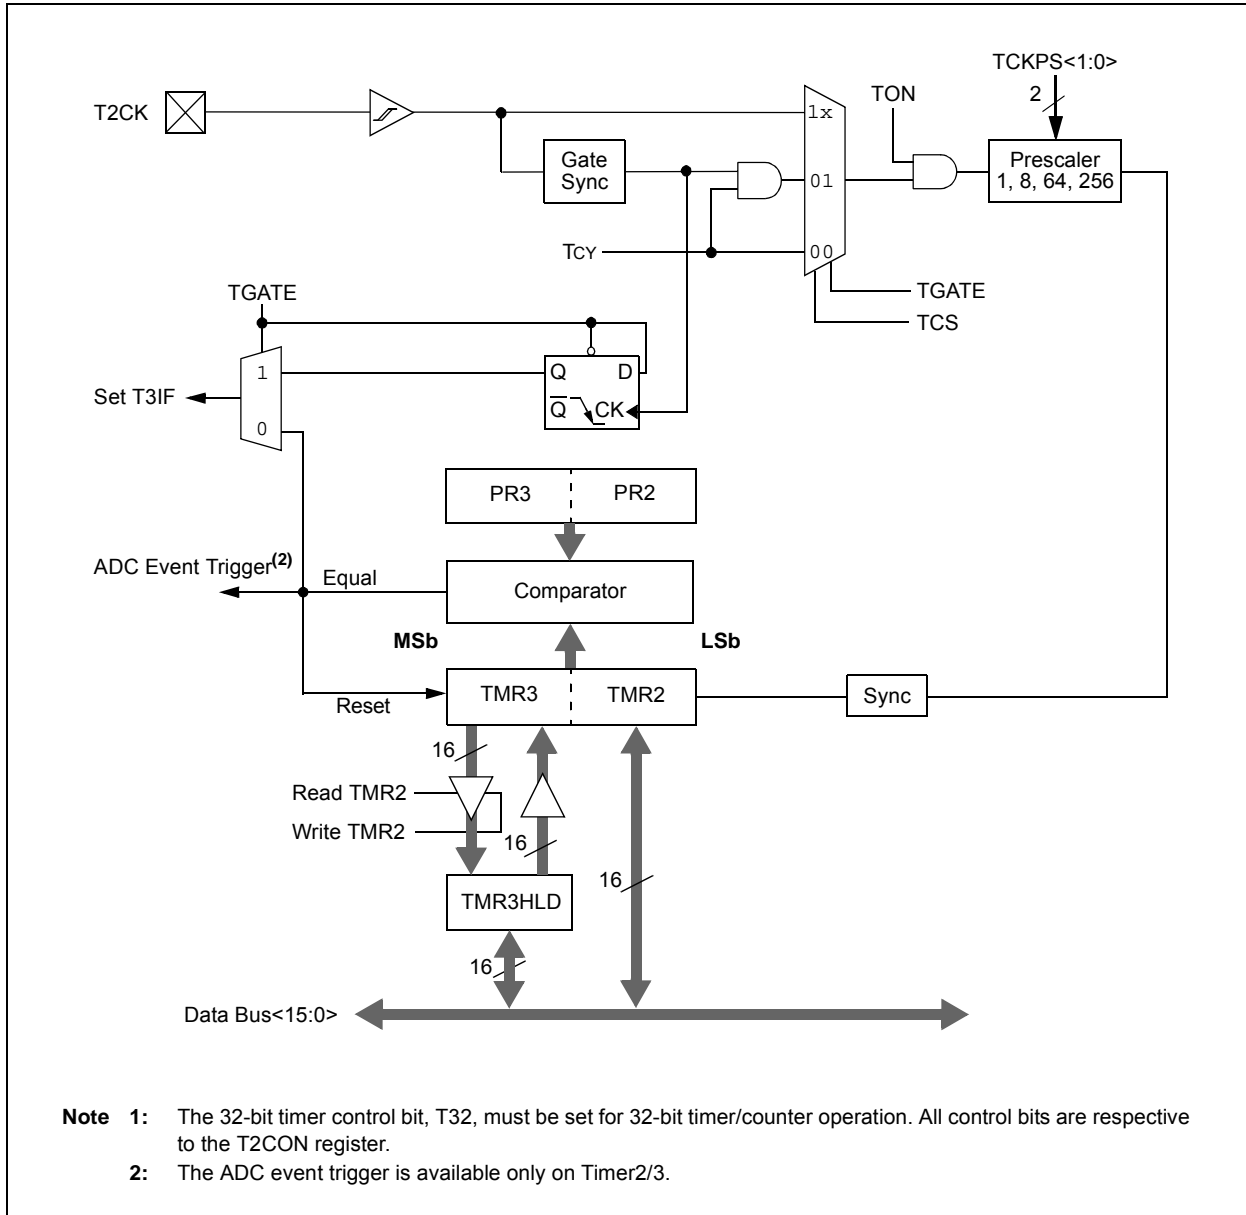 TCKPS<1:0>
2
TON
T2CK
1x
Gate
Sync
Prescaler
1, 8, 64, 256
01
TCY
00
TGATE
TGATE
TCS
1
Q
D
Set T3IF
Q
CK
0
PR3
PR2
ADC Event Trigger(2)
Equal
Comparator
MSb
LSb
TMR3
TMR2
Sync
Reset
16
Read TMR2
Write TMR2
16
16
TMR3HLD
16
Data Bus<15:0>
Note 1: The 32-bit timer control bit, T32, must be set for 32-bit timer/counter operation. All control bits are respective
to the T2CON register.
2: The ADC event trigger is available only on Timer2/3.